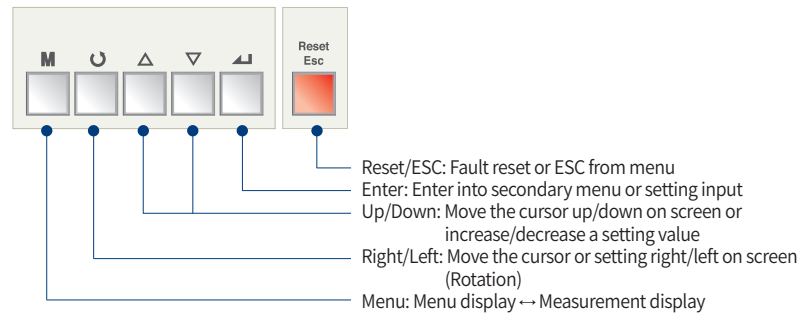 M
Reset
Esc
Reset/ESC: Fault reset or ESC from menu
Enter: Enter into secondary menu or setting input
Up/Down: Move the cursor up/down on screen or
increase/decrease a setting value
Right/Left: Move the cursor or setting right/left on screen
(Rotation)
Menu: Menu display ↔ Measurement display